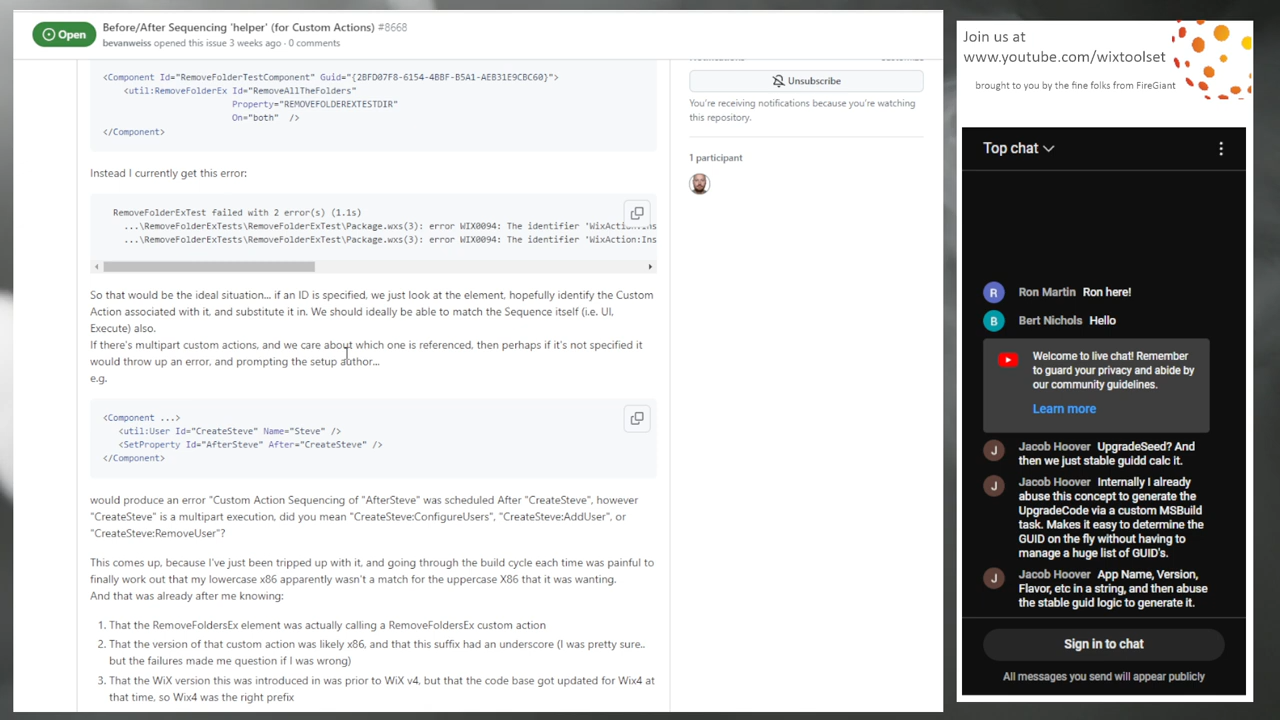 Open
Before/After Sequencing 'helper' (for Custom Actions) #8668
bevanweiss opened this issue 3 weeks ago · 0 comments
<Component Id="RemoveFolderTestComponent" Guid="{2BFD07F8-6154-4BBF-B5A1-AEB31E9CBC60}">
<util:RemoveFolderEx Id="RemoveAllTheFolders"
Property="REMOVEFOLDEREXTESTDIR"
On="both" />
</Component>
Instead I currently get this error:
RemoveFolderExTest failed with 2 error(s) (1.1s)
...\RemoveFolderExTests\RemoveFolderExTest\Package.wxs(3): error WIX0094: The identifier 'WixAction:Ins
...\RemoveFolderExTests\RemoveFolderExTest\Package.wxs(3): error WIX0094: The identifier 'WixAction:Ins
So that would be the ideal situation... if an ID is specified, we just look at the element, hopefully identify the Custom
Action associated with it, and substitute it in. We should ideally be able to match the Sequence itself (i.e. UI,
Execute) also.
If there's multipart custom actions, and we care about which one is referenced, then perhaps if it's not specified it
would throw up an error, and prompting the setup author...
e.g.
<Component ...>
<util:User Id="CreateSteve" Name="Steve" />
<SetProperty Id="AfterSteve" After="CreateSteve" />
</Component>
would produce an error "Custom Action Sequencing of "AfterSteve" was scheduled After "CreateSteve", however
"CreateSteve" is a multipart execution, did you mean "CreateSteve:ConfigureUsers", "CreateSteve:AddUser", or
"CreateSteve:RemoveUser"?
This comes up, because I've just been tripped up with it, and going through the build cycle each time was painful to
finally work out that my lowercase x86 apparently wasn't a match for the uppercase X86 that it was wanting.
And that was already after me knowing:
1. That the RemoveFoldersEx element was actually calling a RemoveFoldersEx custom action
2. That the version of that custom action was likely x86, and that this suffix had an underscore (I was pretty sure..
but the failures made me question if I was wrong)
3. That the WiX version this was introduced in was prior to WiX v4, but that the code base got updated for Wix4 at
that time, so Wix4 was the right prefix
Unsubscribe
You're receiving notifications because you're watching
this repository.
1 participant
Join us at
www.youtube.com/wixtoolset
brought to you by the fine folks from FireGiant
Top chat
R Ron Martin Ron here!
B Bert Nichols Hello
Welcome to live chat! Remember
to guard your privacy and abide by
our community guidelines.
Learn more
J Jacob Hoover UpgradeSeed? And
then we just stable guidd calc it.
J Jacob Hoover Internally I already
abuse this concept to generate the
UpgradeCode via a custom MSBuild
task. Makes it easy to determine the
GUID on the fly without having to
manage a huge list of GUID's.
J Jacob Hoover App Name, Version,
Flavor, etc in a string, and then abuse
the stable guid logic to generate it.
Sign in to chat
All messages you send will appear publicly